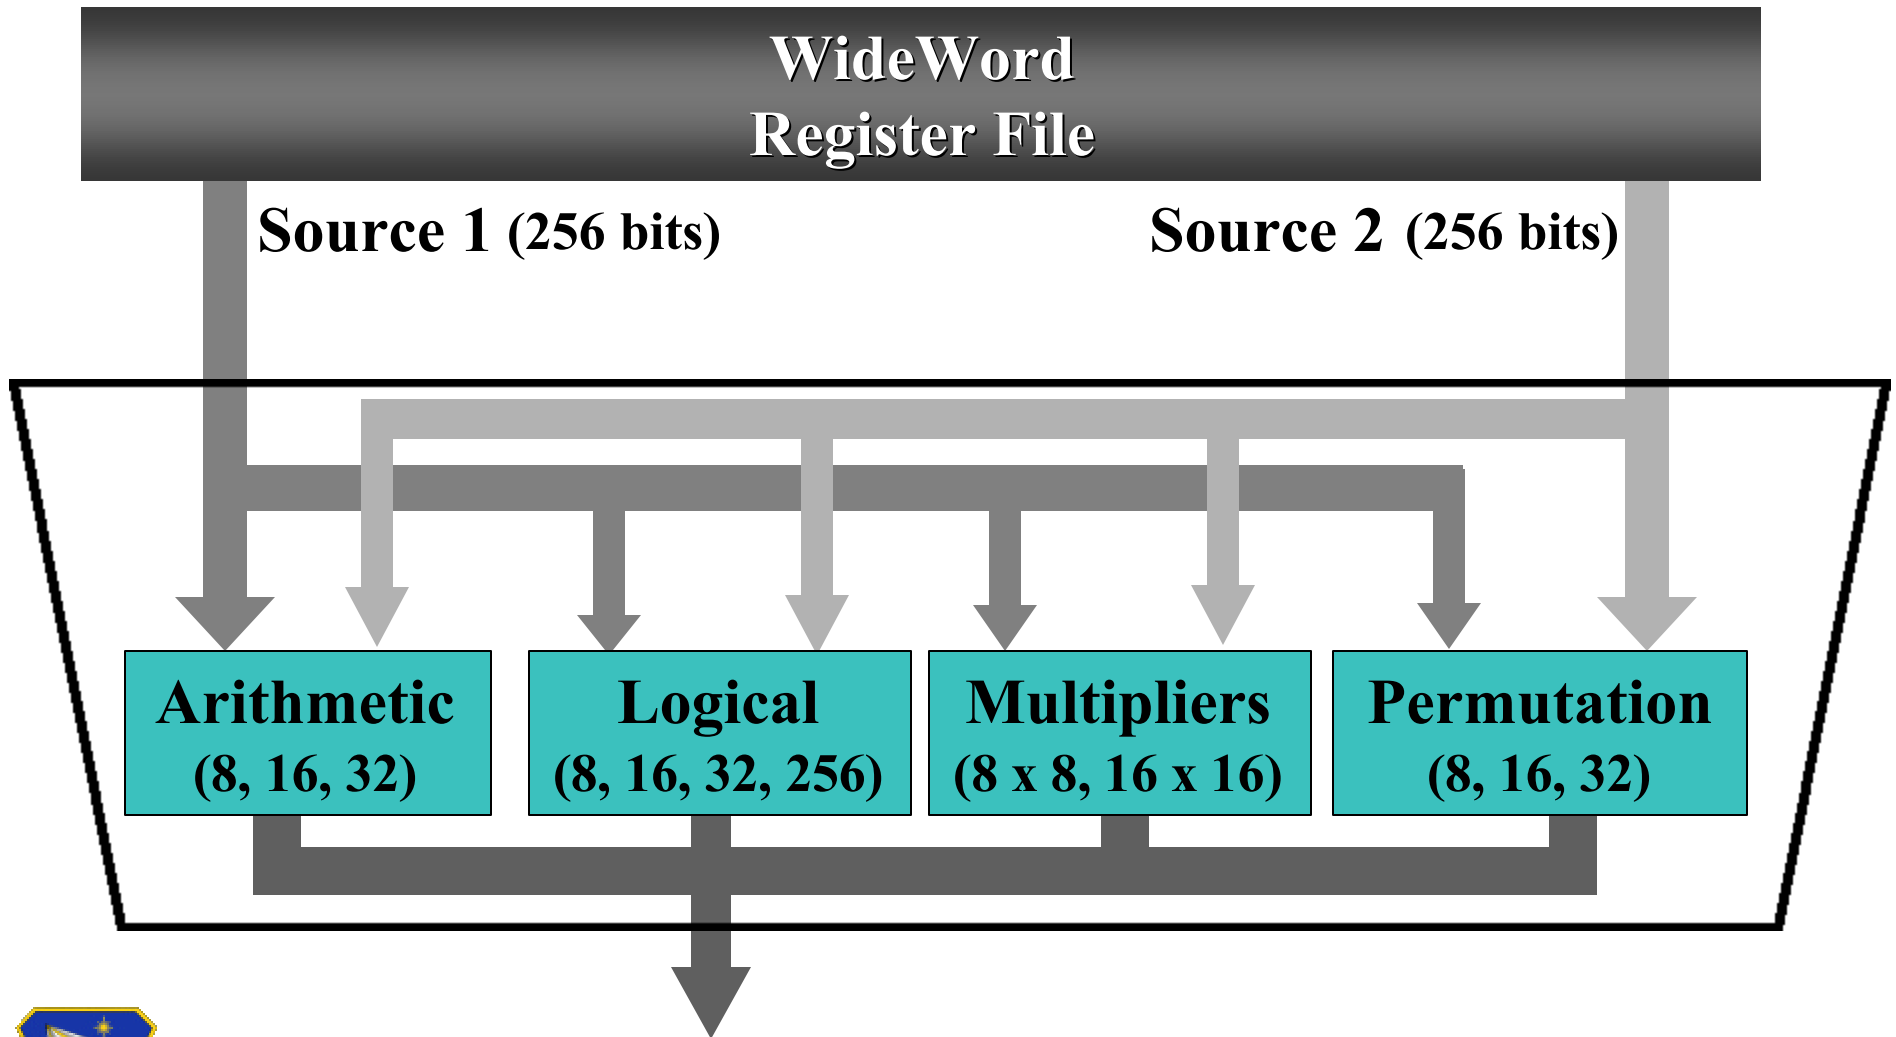 WideWord
Register File
Source 1 (256 bits)
Source 2 (256 bits)
Arithmetic
(8, 16, 32)
Logical
(8, 16, 32, 256)
Multipliers
(8 x 8, 16 x 16)
Permutation
(8, 16, 32)